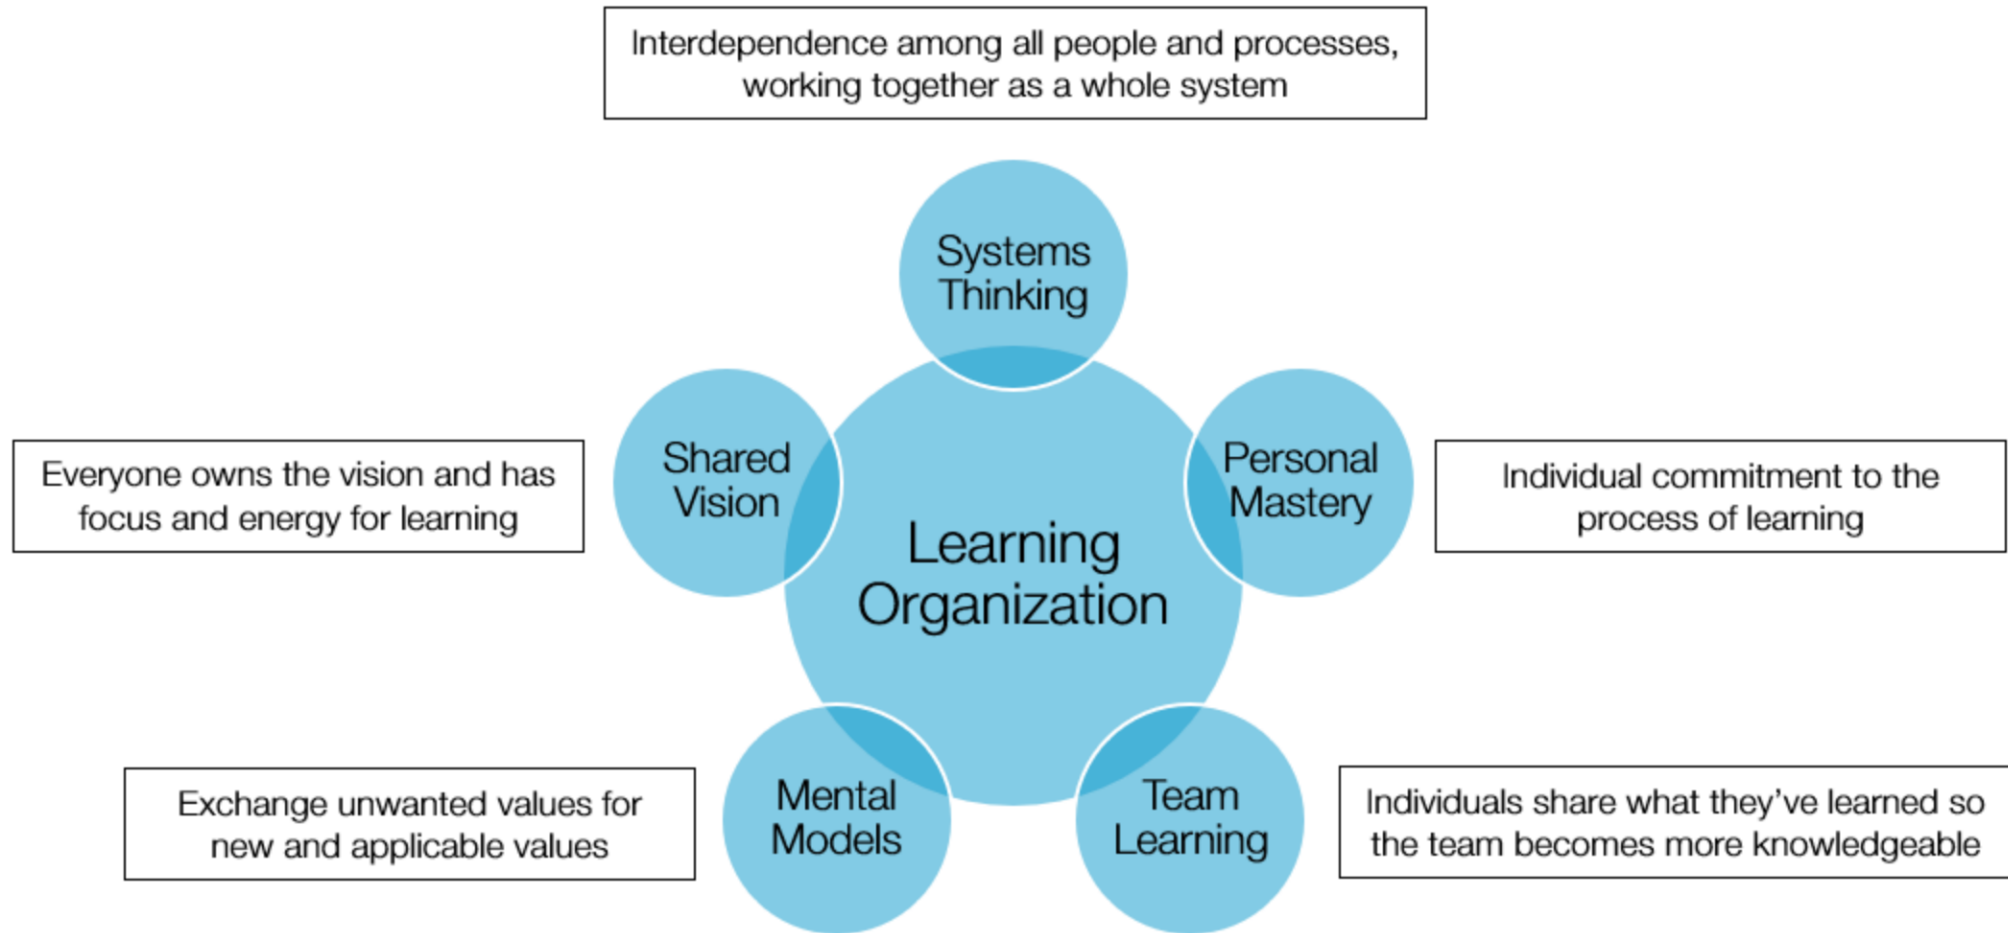 Interdependence among all people and processes,
working together as a whole system
Systems
Thinking
Shared
Vision
Everyone owns the vision and has
focus and energy for learning
Personal
Mastery
Individual commitment to the
process of learning
Learning
Organization
Mental
Models
Exchange unwanted values for
new and applicable values
Team
Learning
Individuals share what they’ve learned so
the team becomes more knowledgeable